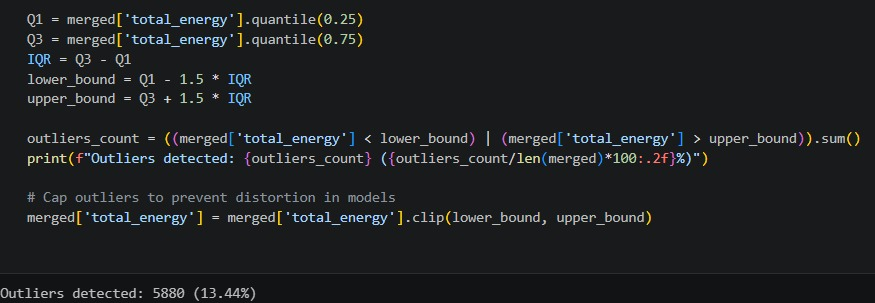 Q1 = merged['total_energy'].quantile(0.25)
Q3 = merged['total_energy'].quantile(0.75)
IQR = Q3 - Q1
lower_bound = Q1 - 1.5 * IQR
upper_bound = Q3 + 1.5 * IQR

outliers_count = ((merged['total_energy'] < lower_bound) | (merged['total_energy'] > upper_bound)).sum()
print(f"Outliers detected: {outliers_count} ({outliers_count/len(merged)*100:.2f}%)")

# Cap outliers to prevent distortion in models
merged['total_energy'] = merged['total_energy'].clip(lower_bound, upper_bound)

Outliers detected: 5880 (13.44%)